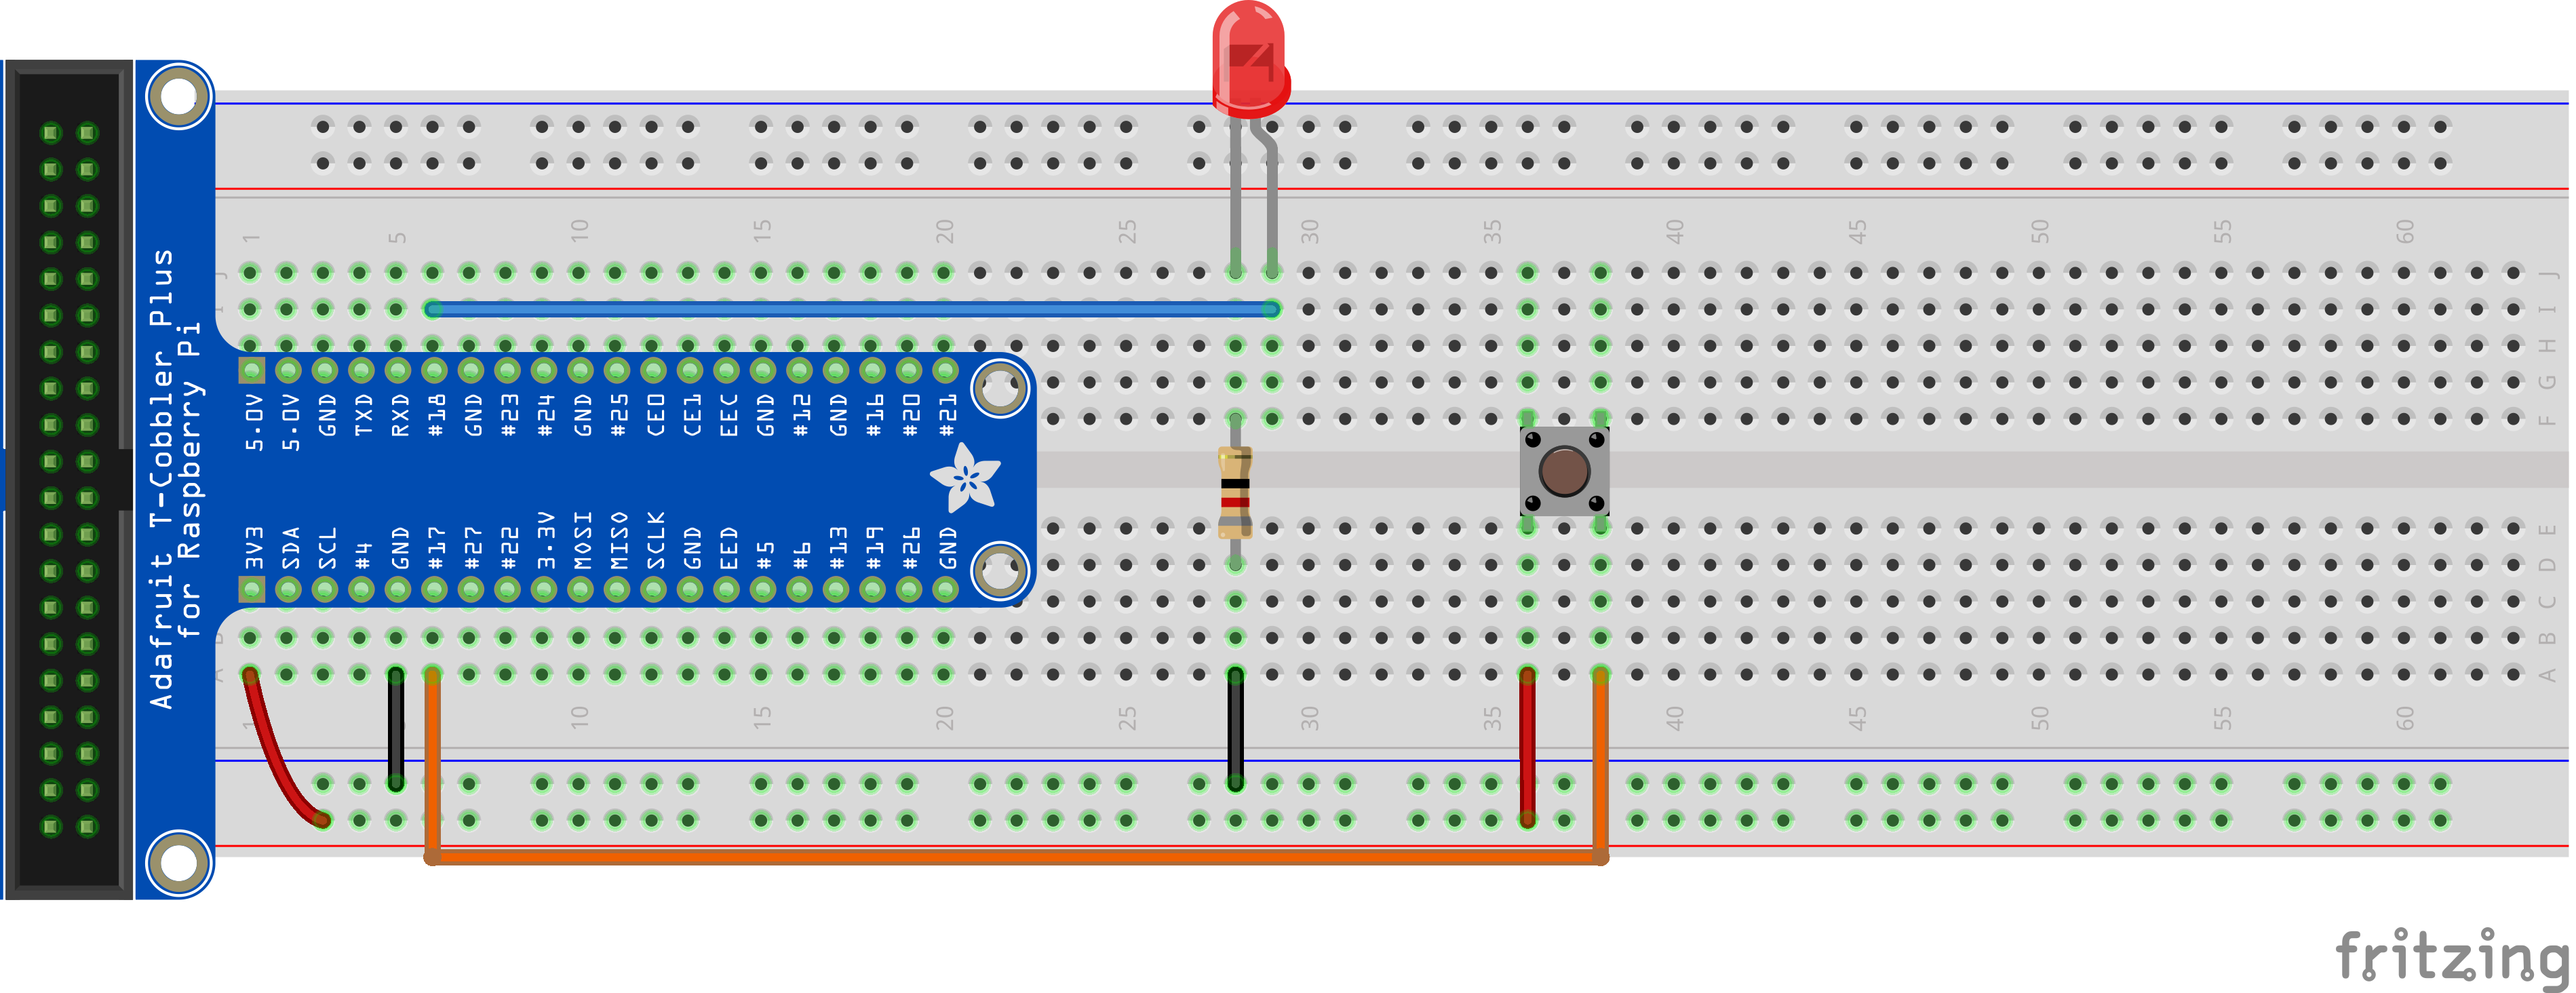 1 5 10 15 20 25 30 35 40 45 50 55 60
J J
I I
H
G
F
Adafruit T-Cobbler Plus
for Raspberry Pi
5.0V 5.0V GND TXD RXD #18 GND #23 #24 GND #25 CE0 CE1 EEC GND #12 GND #16 #20 #21
3V3 SDA SCL #4 GND #17 #27 #22 3.3V MOSI MISO SCLK GND EED #5 #6 #13 #19 #26 GND
E
D
C
B B
A A
1 10 15 20 25 30 35 40 45 50 55 60
fritzing